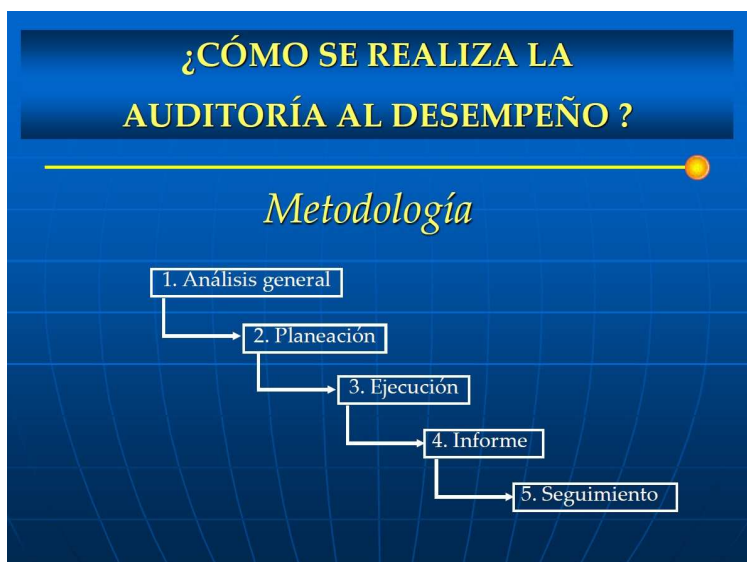 ¿CÓMO SE REALIZA LA
AUDITORÍA AL DESEMPEÑO ?
Metodología
1. Análisis general
2. Planeación
3. Ejecución
4. Informe
5. Seguimiento